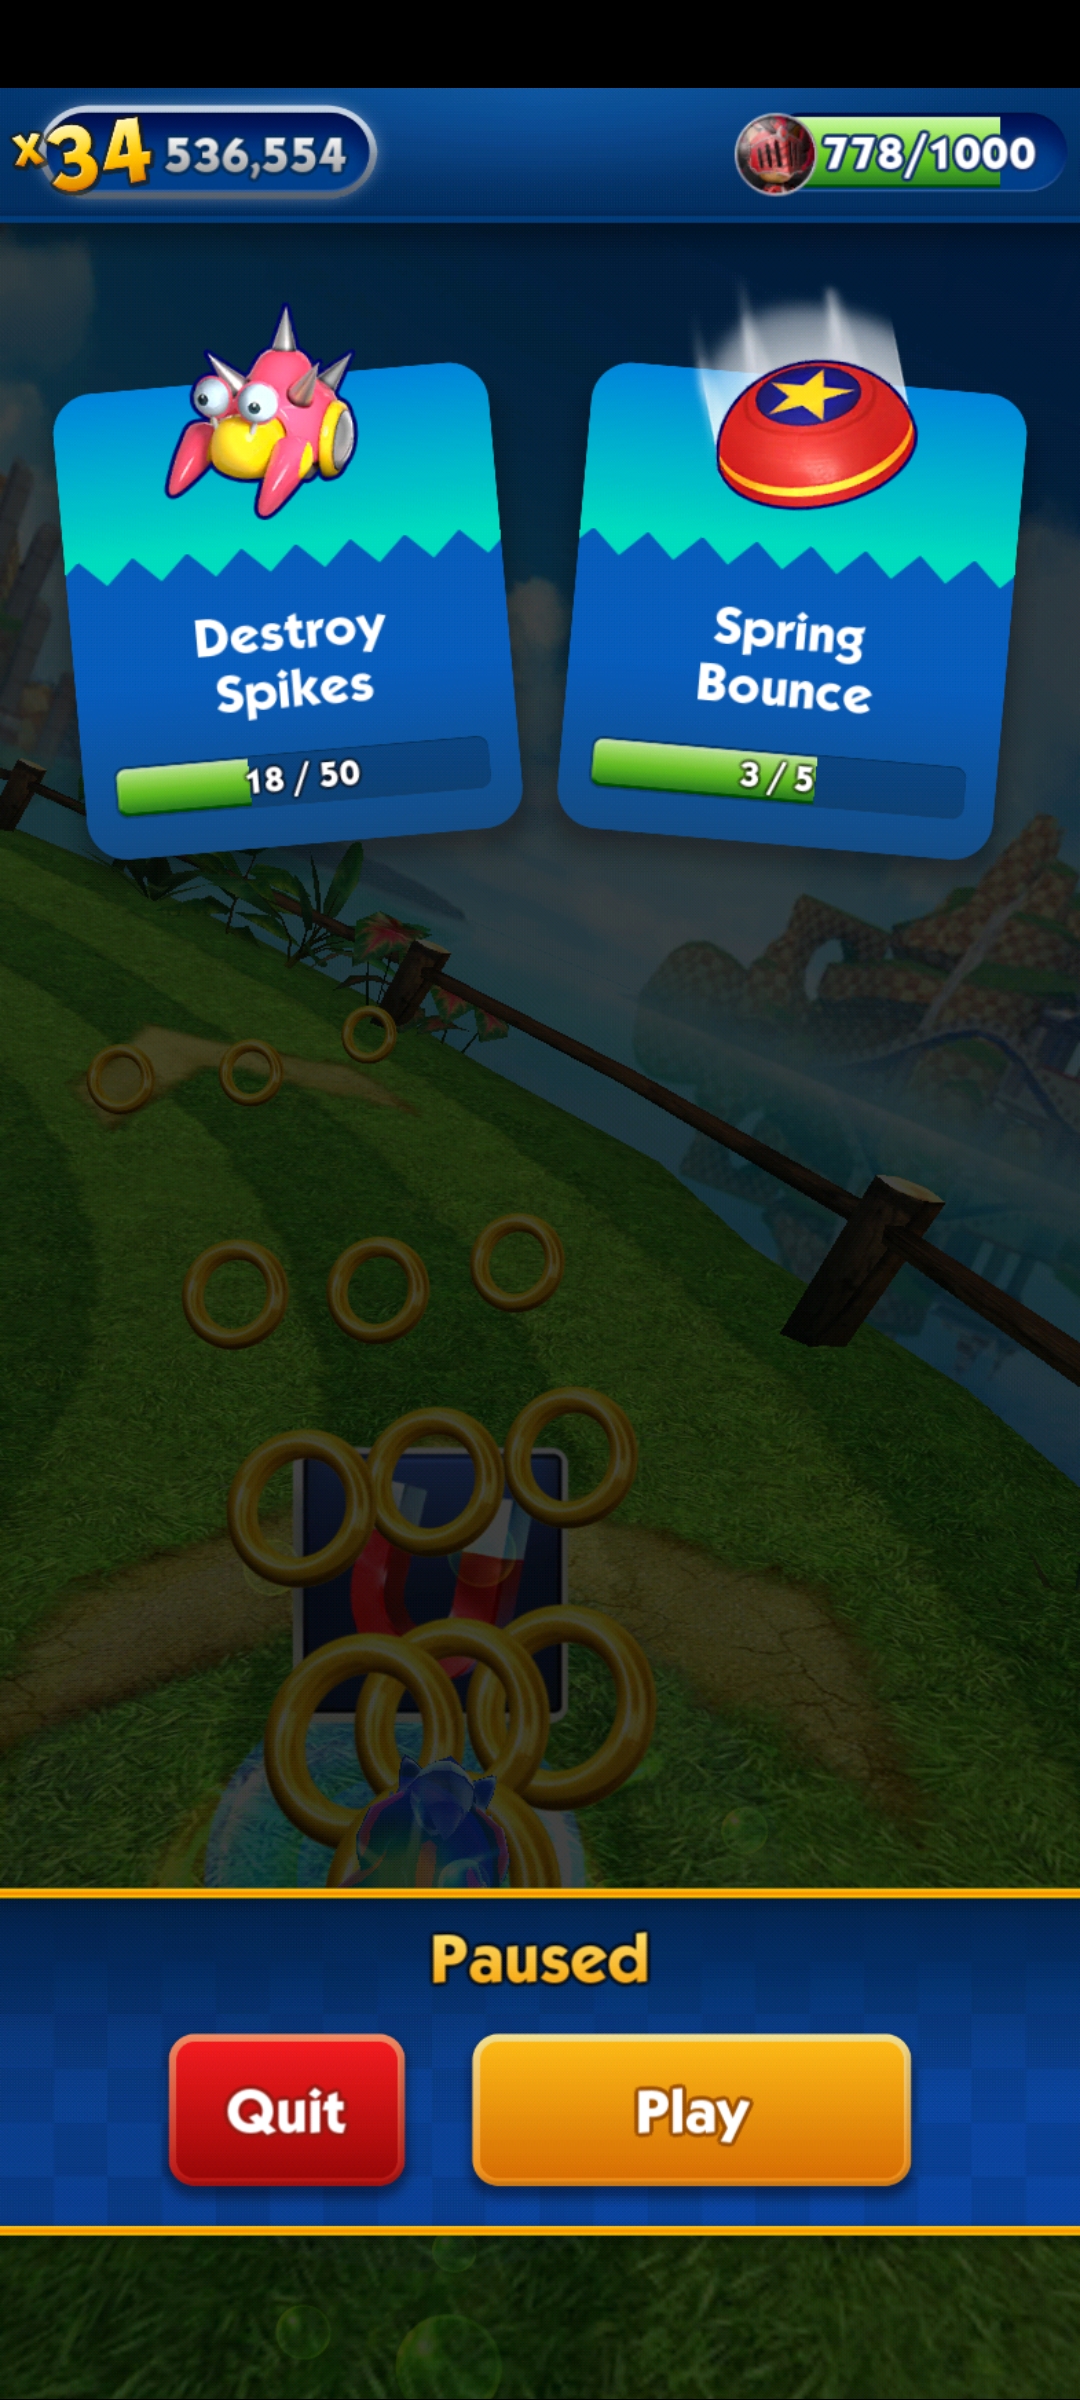 x34 536,554
778/1000
Destroy
Spikes
18 / 50
Spring
Bounce
3 / 5
Paused
Quit
Play